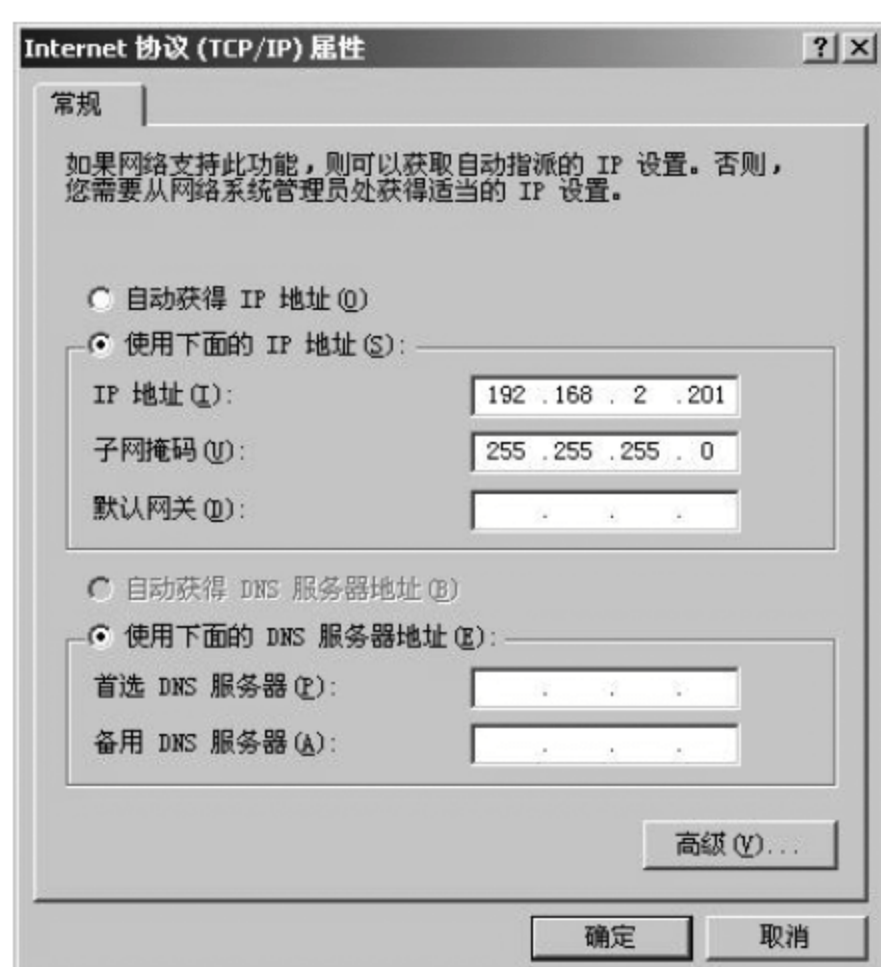 Internet 协议 (TCP/IP) 属性
常规
如果网络支持此功能，则可以获取自动指派的 IP 设置。否则，
您需要从网络系统管理员处获得适当的 IP 设置。
自动获得 IP 地址(O)
使用下面的 IP 地址(S):
IP 地址(I): 192 .168 . 2 .201
子网掩码(U): 255 .255 .255 . 0
默认网关(D): . . .
自动获得 DNS 服务器地址(B)
使用下面的 DNS 服务器地址(E):
首选 DNS 服务器(P): . . .
备用 DNS 服务器(A): . . .
高级(V)...
确定 取消